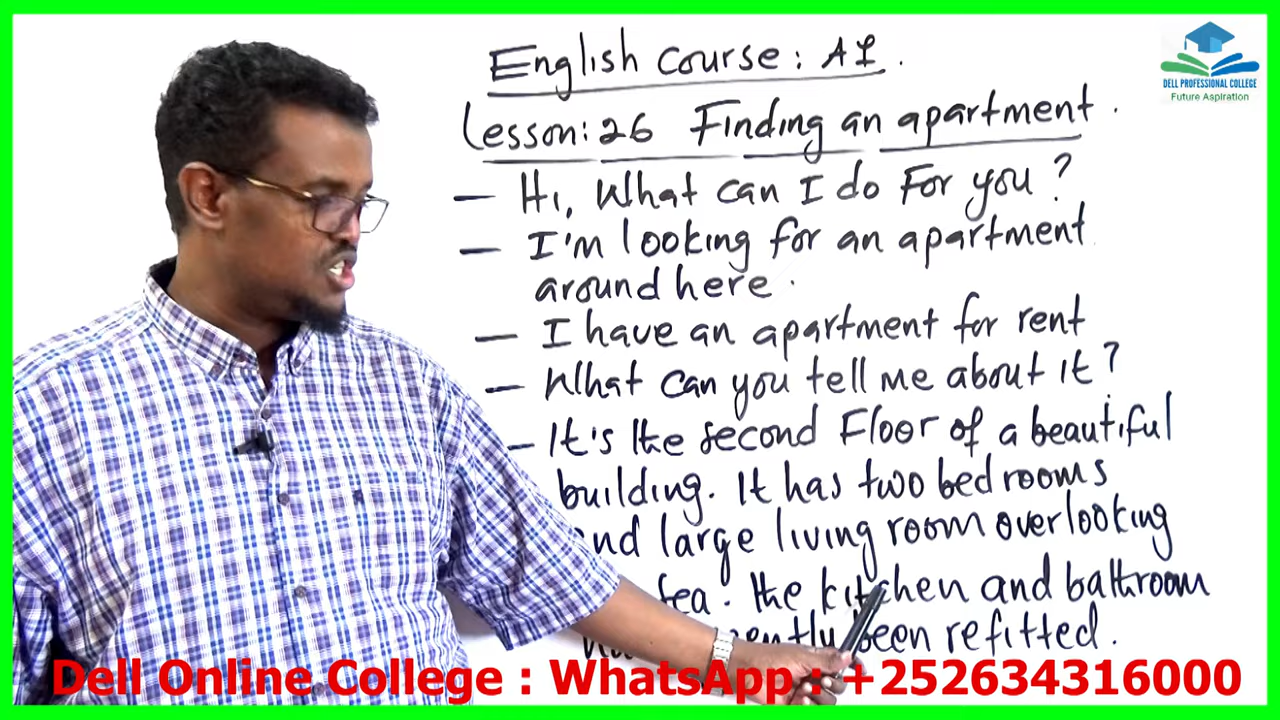 English course: A1.
Lesson: 26 Finding an apartment.
— Hi, What can I do For you?
— I'm looking for an apartment
around here.
— I have an apartment for rent
— What can you tell me about it?
— It's the second Floor of a beautiful
building. It has two bedrooms
and large living room overlooking
The kitchen and bathroom
been refitted.
DELL PROFESSIONAL COLLEGE
Future Aspiration
Dell Online College : WhatsApp : +252634316000